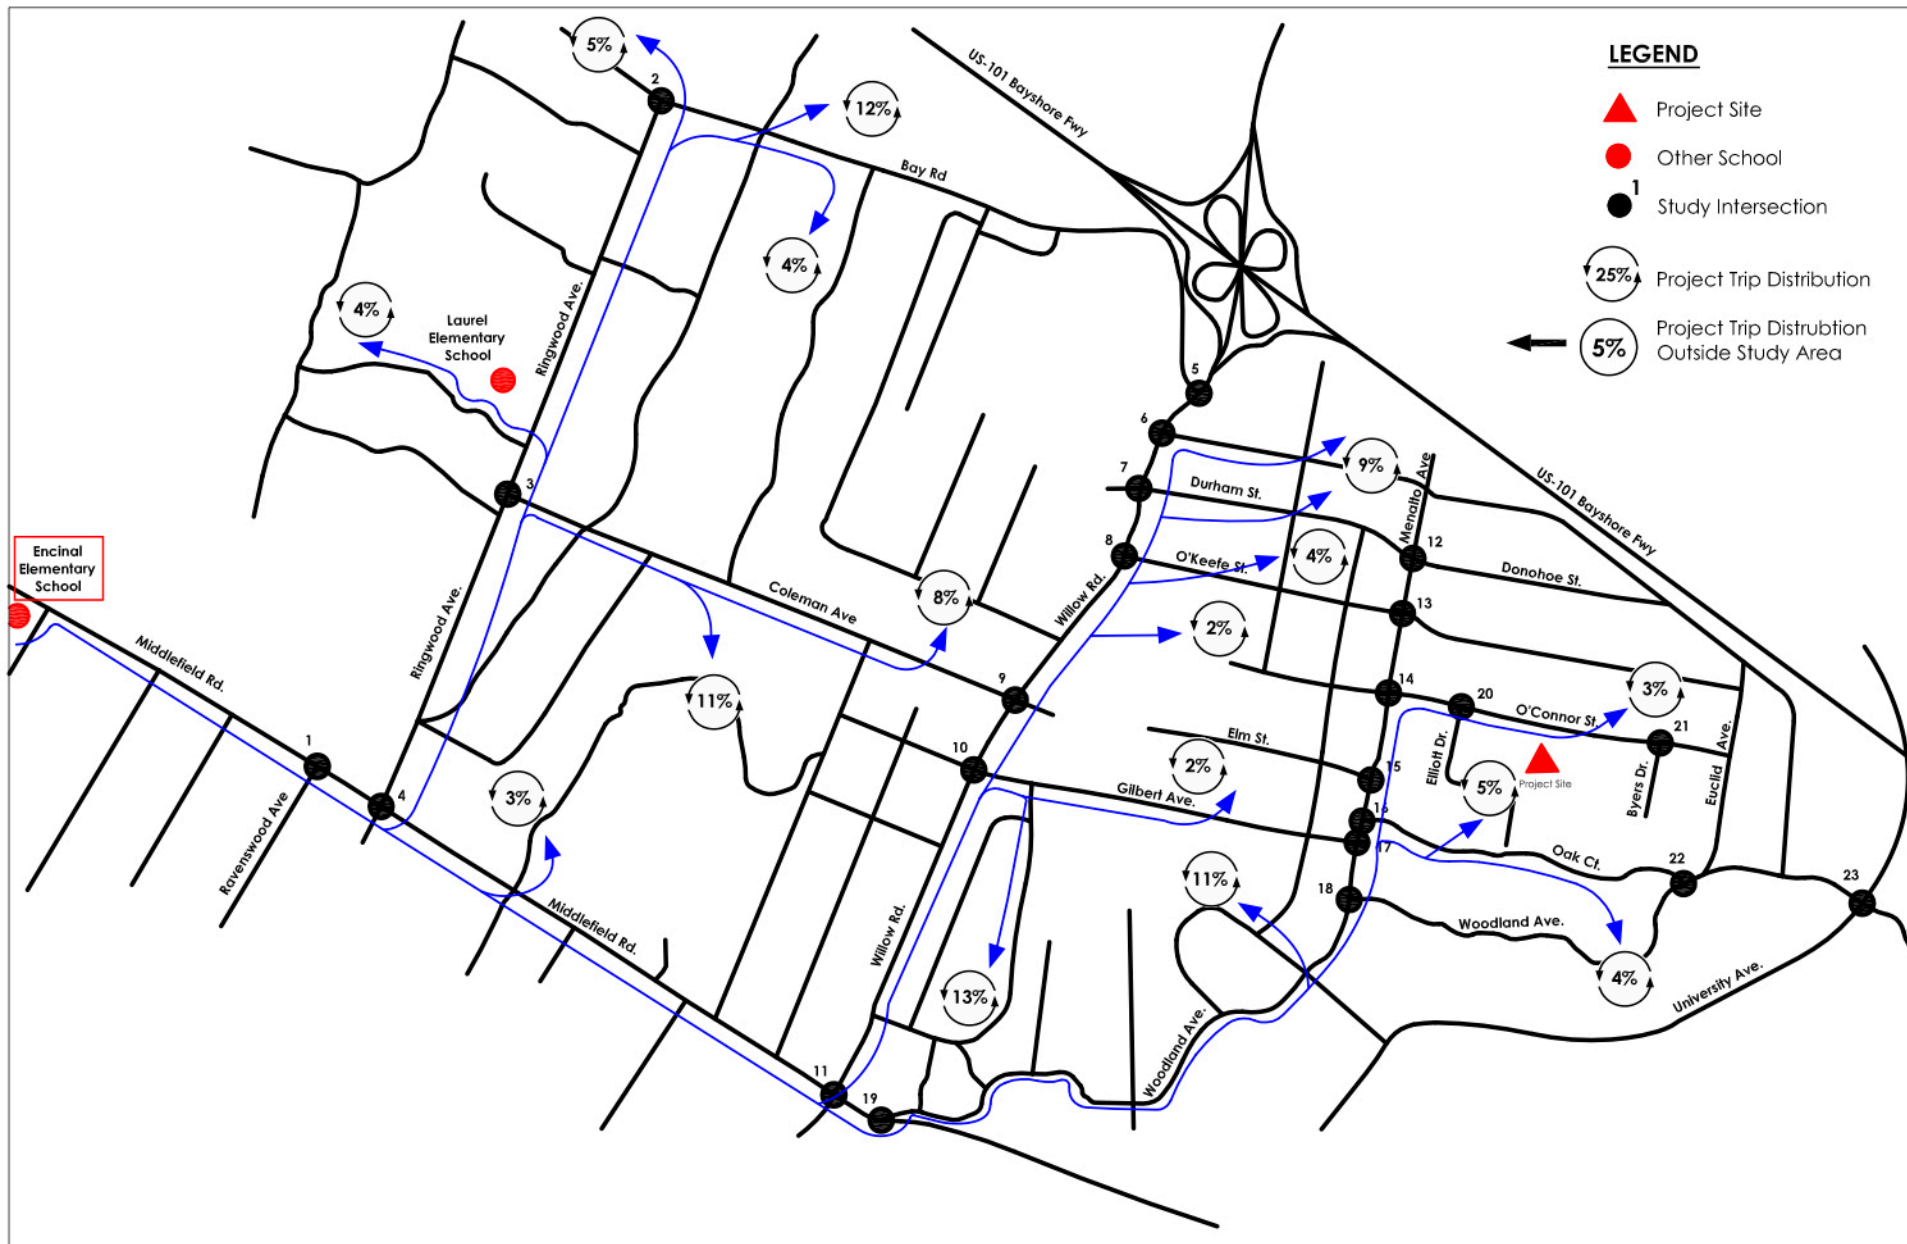 LEGEND
Project Site
Other School
1
Study Intersection
25%
Project Trip Distribution
5%
Project Trip Distrubtion
Outside Study Area
5%
2
12%
US-101 Bayshore Fwy
Bay Rd
4%
4%
Laurel
Elementary
School
Ringwood Ave.
3
5
6
7
9%
Durham St.
Menalto Ave
US-101 Bayshore Fwy
8
4%
12
O'Keefe St.
Donohoe St.
Encinal
Elementary
School
Coleman Ave
8%
Willow Rd.
13
2%
Middlefield Rd.
Ringwood Ave.
11%
9
14
20
3%
O'Connor St.
21
1
10
Elm St.
2%
15
Elliott Dr.
Project Site
Byers Dr.
Euclid Ave.
4
3%
Gilbert Ave.
5%
16
17
Oak Ct.
22
Ravenswood Ave
11%
18
23
Middlefield Rd.
Willow Rd.
Woodland Ave.
13%
4%
University Ave.
Woodland Ave.
11
19